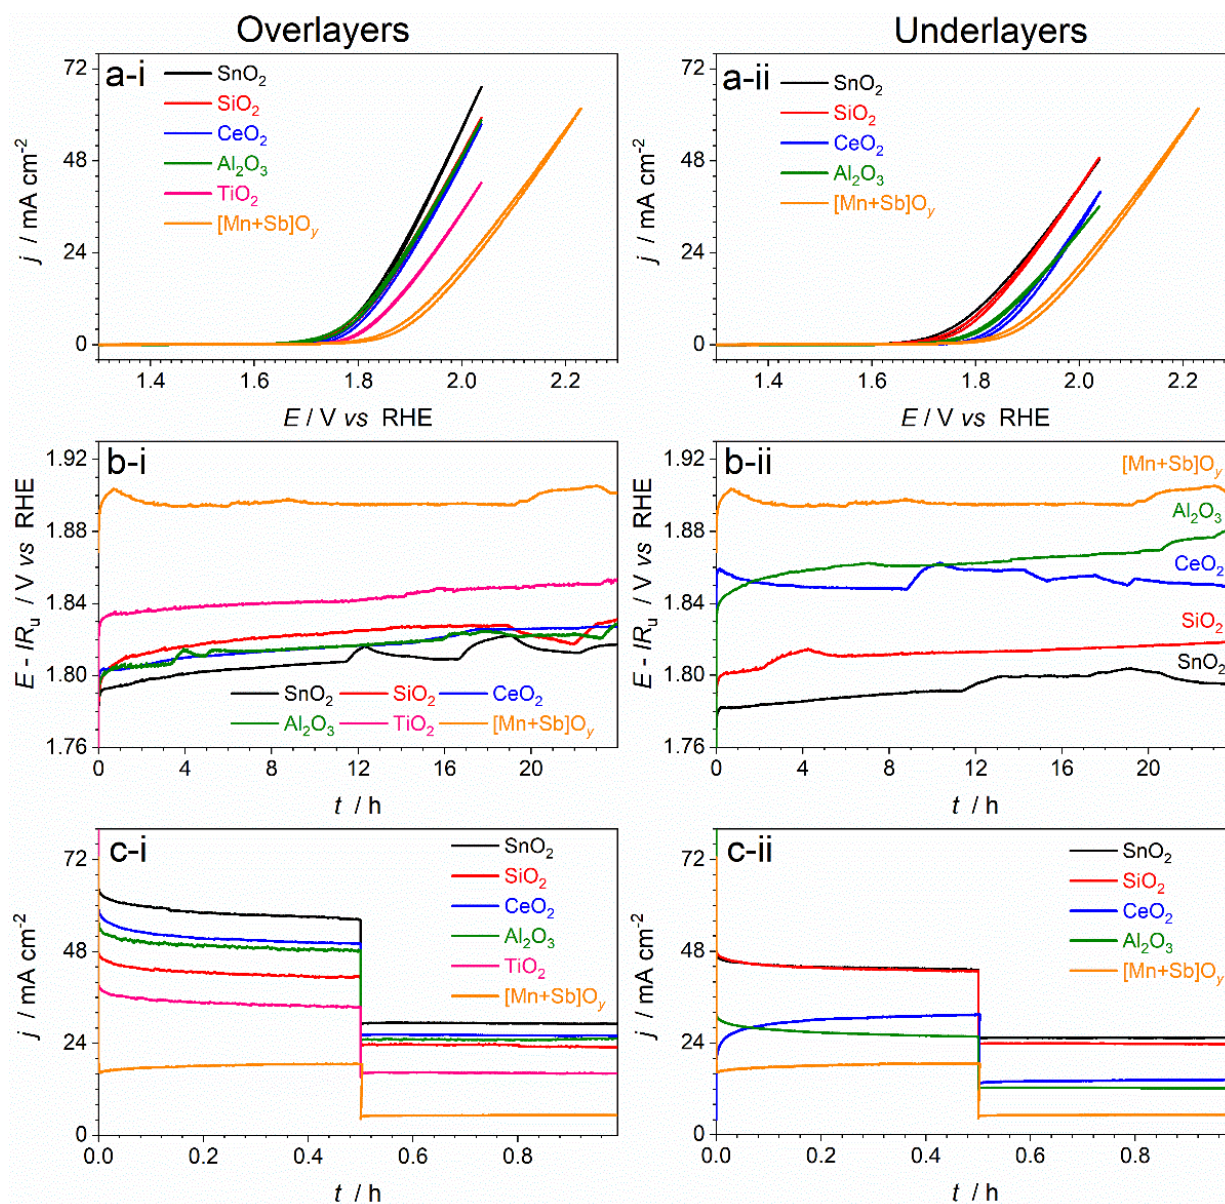 Overlayers
Underlayers
a-i
SnO₂
SiO₂
CeO₂
Al₂O₃
TiO₂
[Mn+Sb]Oᵧ
72
48
24
0
j / mA cm⁻²
1.4
1.6
1.8
2.0
2.2
E / V vs RHE
a-ii
SnO₂
SiO₂
CeO₂
Al₂O₃
[Mn+Sb]Oᵧ
72
48
24
0
j / mA cm⁻²
1.4
1.6
1.8
2.0
2.2
E / V vs RHE
b-i
1.92
1.88
1.84
1.80
1.76
E - IRᵤ / V vs RHE
SnO₂
SiO₂
CeO₂
Al₂O₃
TiO₂
[Mn+Sb]Oᵧ
0
4
8
12
16
20
t / h
b-ii
1.92
1.88
1.84
1.80
1.76
E - IRᵤ / V vs RHE
[Mn+Sb]Oᵧ
Al₂O₃
CeO₂
SiO₂
SnO₂
0
4
8
12
16
20
t / h
c-i
SnO₂
SiO₂
CeO₂
Al₂O₃
TiO₂
[Mn+Sb]Oᵧ
72
48
24
0
j / mA cm⁻²
0.0
0.2
0.4
0.6
0.8
t / h
c-ii
SnO₂
SiO₂
CeO₂
Al₂O₃
[Mn+Sb]Oᵧ
72
48
24
0
j / mA cm⁻²
0.0
0.2
0.4
0.6
0.8
t / h